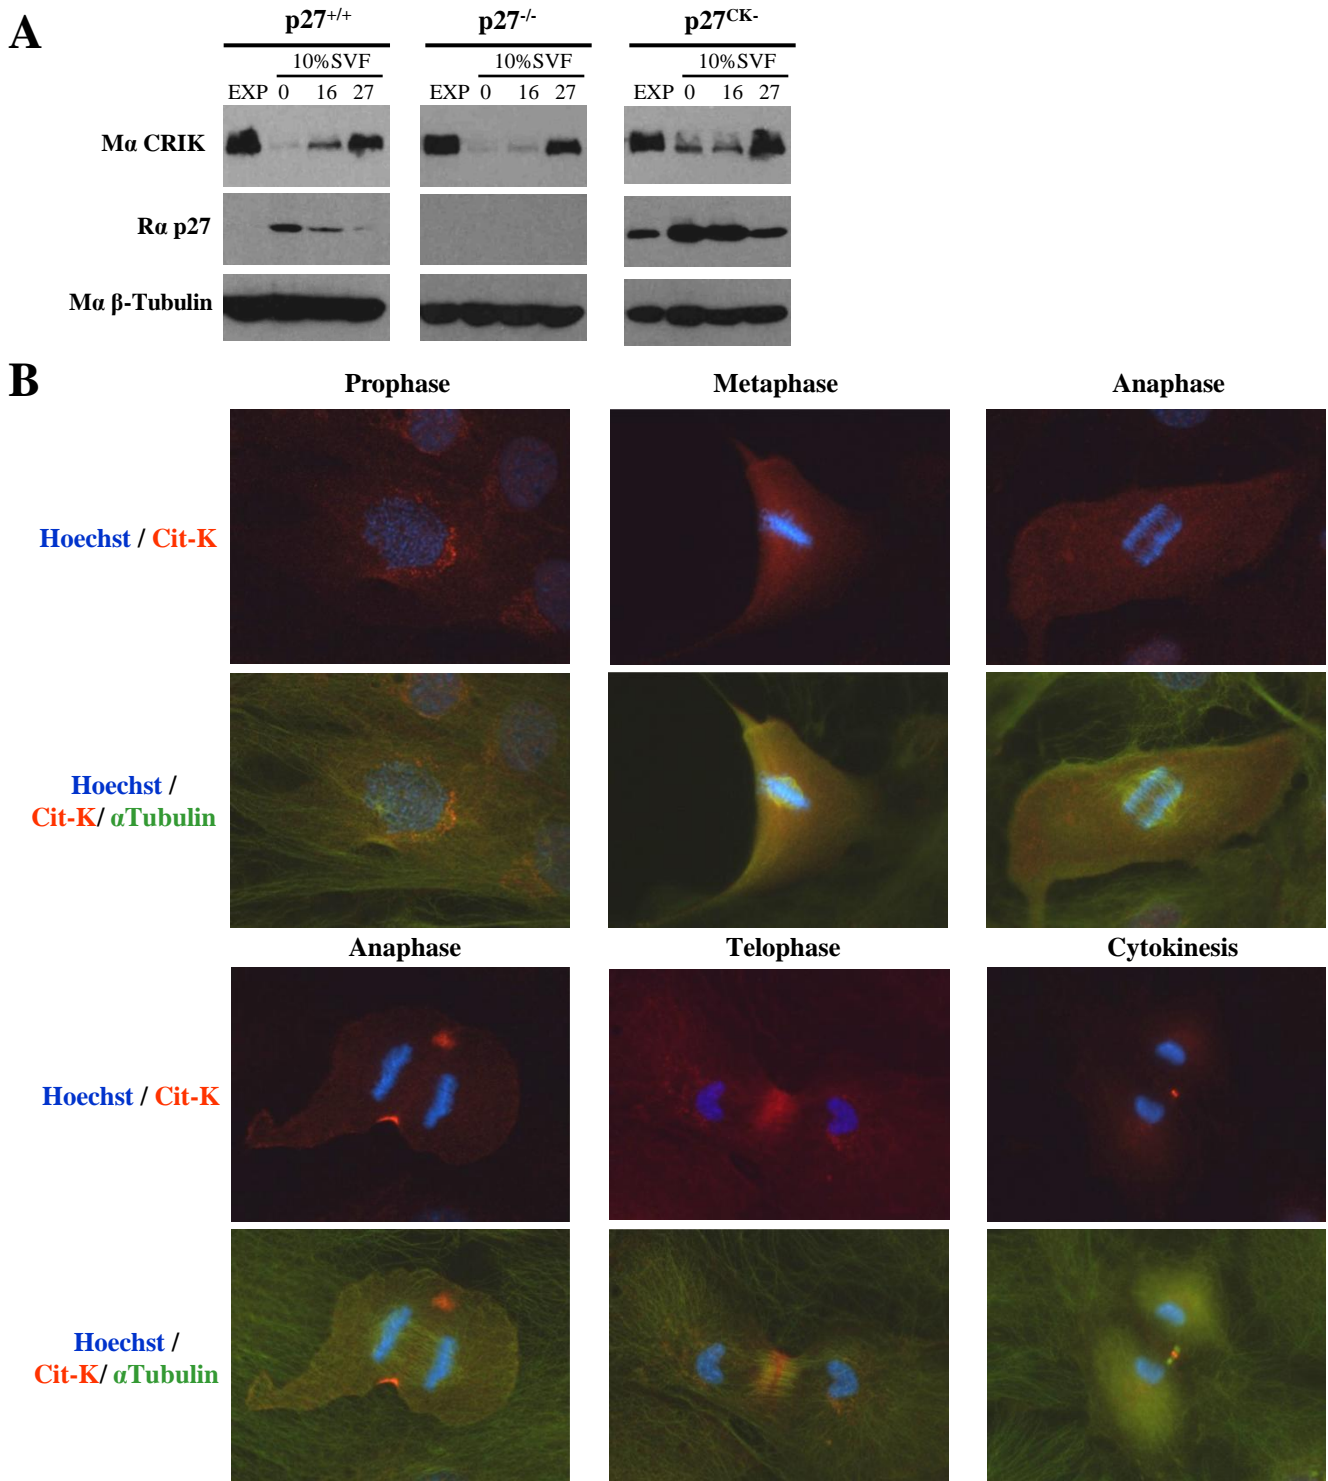 A
p27+/+
p27-/-
p27CK-
10%SVF
10%SVF
10%SVF
EXP 0 16 27
EXP 0 16 27
EXP 0 16 27
Mα CRIK
Rα p27
Mα β-Tubulin
B
Prophase
Metaphase
Anaphase
Hoechst / Cit-K
Hoechst /
Cit-K/ αTubulin
Anaphase
Telophase
Cytokinesis
Hoechst / Cit-K
Hoechst /
Cit-K/ αTubulin